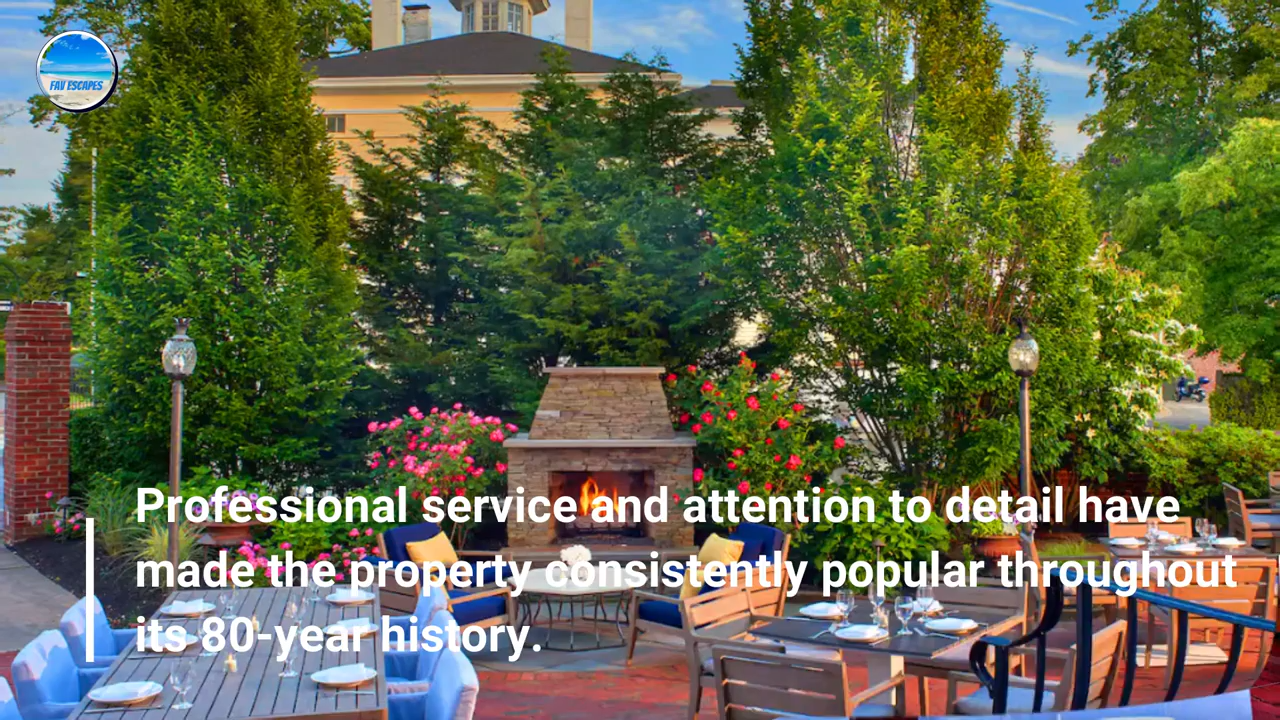 FAV ESCAPES
Professional service and attention to detail have
made the property consistently popular throughout
its 80-year history.